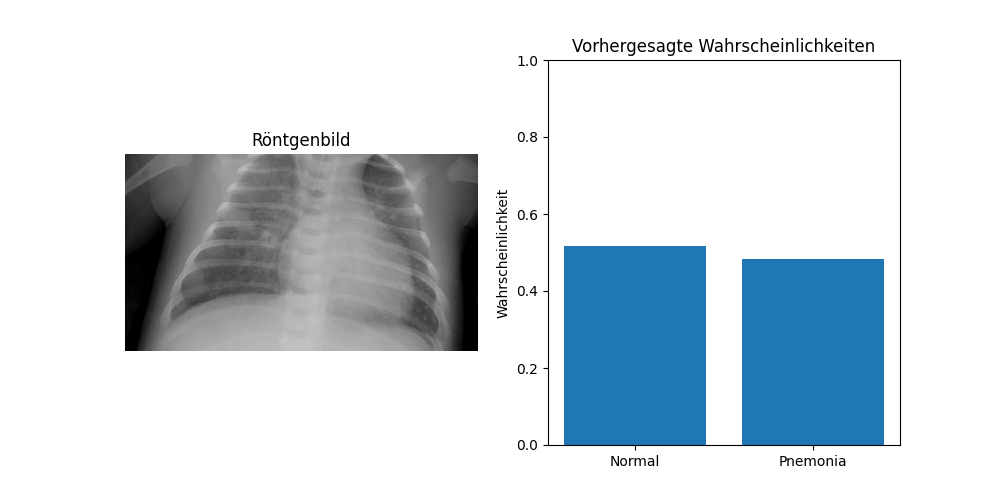 Röntgenbild
Vorhergesagte Wahrscheinlichkeiten
Wahrscheinlichkeit
1.0
0.8
0.6
0.4
0.2
0.0
Normal
Pnemonia